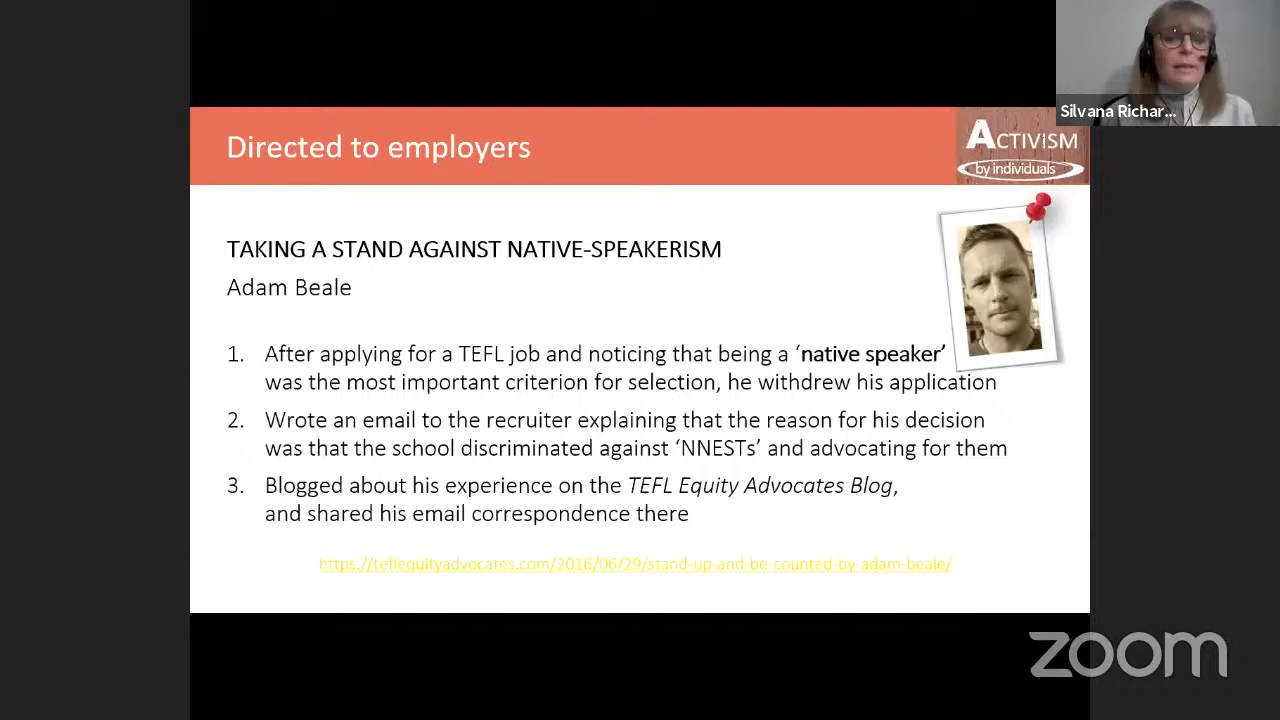 Silvana Richar...
Directed to employers
ACTIVISM
by individuals
TAKING A STAND AGAINST NATIVE-SPEAKERISM
Adam Beale
1. After applying for a TEFL job and noticing that being a ‘native speaker’
was the most important criterion for selection, he withdrew his application
2. Wrote an email to the recruiter explaining that the reason for his decision
was that the school discriminated against ‘NNESTs’ and advocating for them
3. Blogged about his experience on the TEFL Equity Advocates Blog,
and shared his email correspondence there
https://teflequityadvocates.com/2016/06/29/stand-up-and-be-counted-by-adam-beale/
zoom